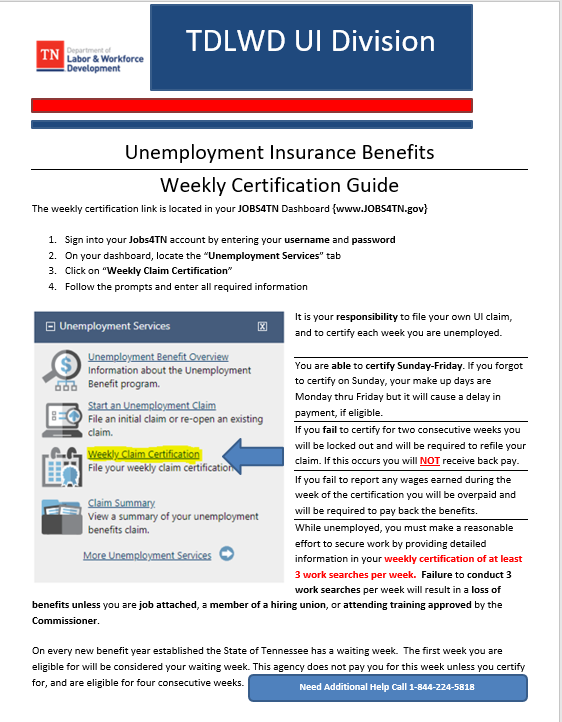 TDLWD UI Division
TN
Department of
Labor & Workforce
Development
Unemployment Insurance Benefits
Weekly Certification Guide
The weekly certification link is located in your JOBS4TN Dashboard {www.JOBS4TN.gov}
1. Sign into your Jobs4TN account by entering your username and password
2. On your dashboard, locate the “Unemployment Services” tab
3. Click on “Weekly Claim Certification”
4. Follow the prompts and enter all required information
Unemployment Services
Unemployment Benefit Overview
Information about the Unemployment
Benefit program.
Start an Unemployment Claim
File an initial claim or re-open an existing
claim.
Weekly Claim Certification
File your weekly claim certification
Claim Summary
View a summary of your unemployment
benefits claim.
More Unemployment Services
It is your responsibility to file your own UI claim,
and to certify each week you are unemployed.
You are able to certify Sunday-Friday. If you forgot
to certify on Sunday, your make up days are
Monday thru Friday but it will cause a delay in
payment, if eligible.
If you fail to certify for two consecutive weeks you
will be locked out and will be required to refile your
claim. If this occurs you will NOT receive back pay.
If you fail to report any wages earned during the
week of the certification you will be overpaid and
will be required to pay back the benefits.
While unemployed, you must make a reasonable
effort to secure work by providing detailed
information in your weekly certification of at least
3 work searches per week. Failure to conduct 3
work searches per week will result in a loss of
benefits unless you are job attached, a member of a hiring union, or attending training approved by the
Commissioner.
On every new benefit year established the State of Tennessee has a waiting week. The first week you are
eligible for will be considered your waiting week. This agency does not pay you for this week unless you certify
for, and are eligible for four consecutive weeks.
Need Additional Help Call 1-844-224-5818